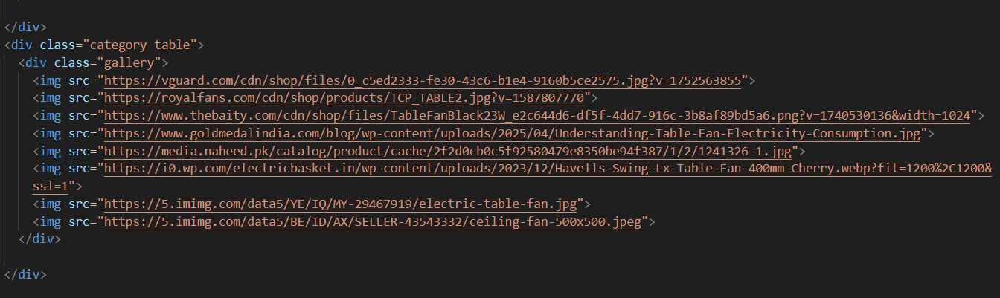 </div>
<div class="category table">
<div class="gallery">
<img src="https://vguard.com/cdn/shop/files/0_c5ed2333-fe30-43c6-b1e4-9160b5ce2575.jpg?v=1752563855">
<img src="https://royalfans.com/cdn/shop/products/TCP_TABLE2.jpg?v=1587807770">
<img src="https://www.thebaity.com/cdn/shop/files/TableFanBlack23W_e2c644d6-df5f-4dd7-916c-3b8af89bd5a6.png?v=1740530136&width=1024">
<img src="https://www.goldmedalindia.com/blog/wp-content/uploads/2025/04/Understanding-Table-Fan-Electricity-Consumption.jpg">
<img src="https://media.naheed.pk/catalog/product/cache/2f2d0cb0c5f92580479e8350be94f387/1/2/1241326-1.jpg">
<img src="https://i0.wp.com/electricbasket.in/wp-content/uploads/2023/12/Havells-Swing-Lx-Table-Fan-400mm-Cherry.webp?fit=1200%2C1200&
ssl=1">
<img src="https://5.imimg.com/data5/YE/IQ/MY-29467919/electric-table-fan.jpg">
<img src="https://5.imimg.com/data5/BE/ID/AX/SELLER-43543332/ceiling-fan-500x500.jpeg">
</div>
</div>